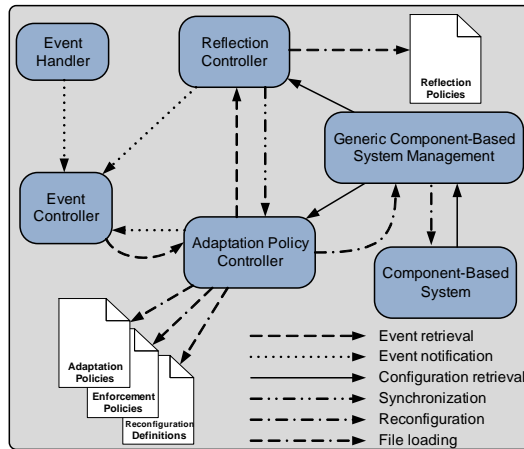 Event
Handler
Reflection
Controller
Reflection
Policies
Generic Component-Based
System Management
Event
Controller
Adaptation Policy
Controller
Component-Based
System
Adaptation
Policies
Enforcement
Policies
Reconfiguration
Definitions
Event retrieval
Event notification
Configuration retrieval
Synchronization
Reconfiguration
File loading